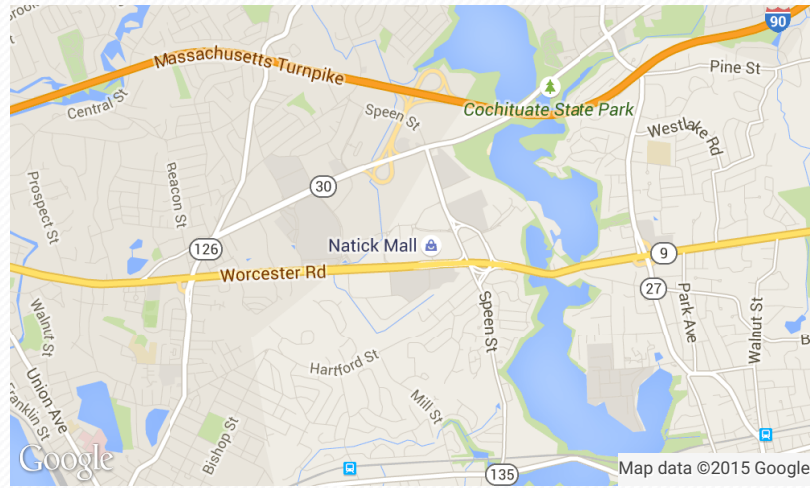 90
Massachusetts Turnpike
Pine St
Central St
Speen St
Cochituate State Park
Westlake Rd
Prospect St
Beacon St
30
Natick Mall
126
9
Worcester Rd
27
Park Ave
Walnut St
Walnut St
Speen St
Hartford St
Union Ave
Mill St
Franklin St
Bishop St
B
135
Google
Map data ©2015 Google